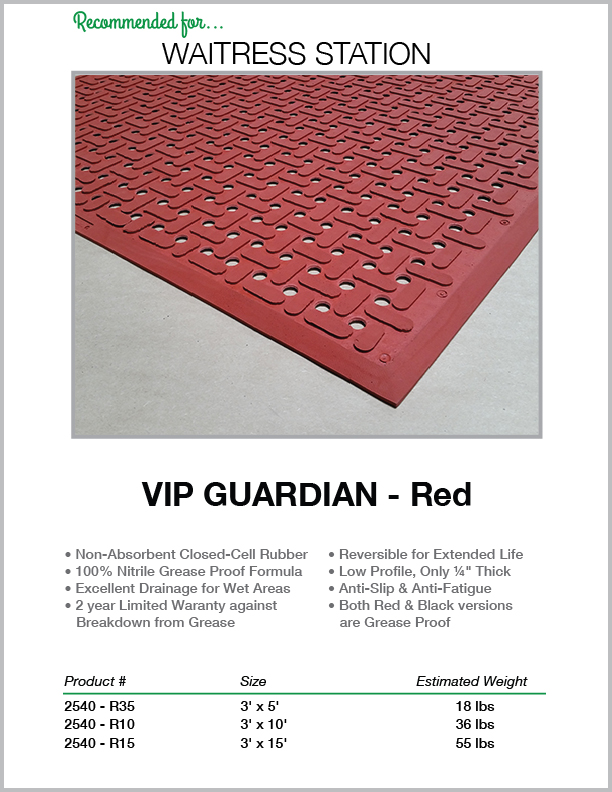 Recommended for...
WAITRESS STATION
VIP GUARDIAN - Red
• Non-Absorbent Closed-Cell Rubber
• 100% Nitrile Grease Proof Formula
• Excellent Drainage for Wet Areas
• 2 year Limited Waranty against
Breakdown from Grease
• Reversible for Extended Life
• Low Profile, Only ¼" Thick
• Anti-Slip & Anti-Fatigue
• Both Red & Black versions
are Grease Proof
Product # Size Estimated Weight
2540 - R35 3' x 5' 18 lbs
2540 - R10 3' x 10' 36 lbs
2540 - R15 3' x 15' 55 lbs